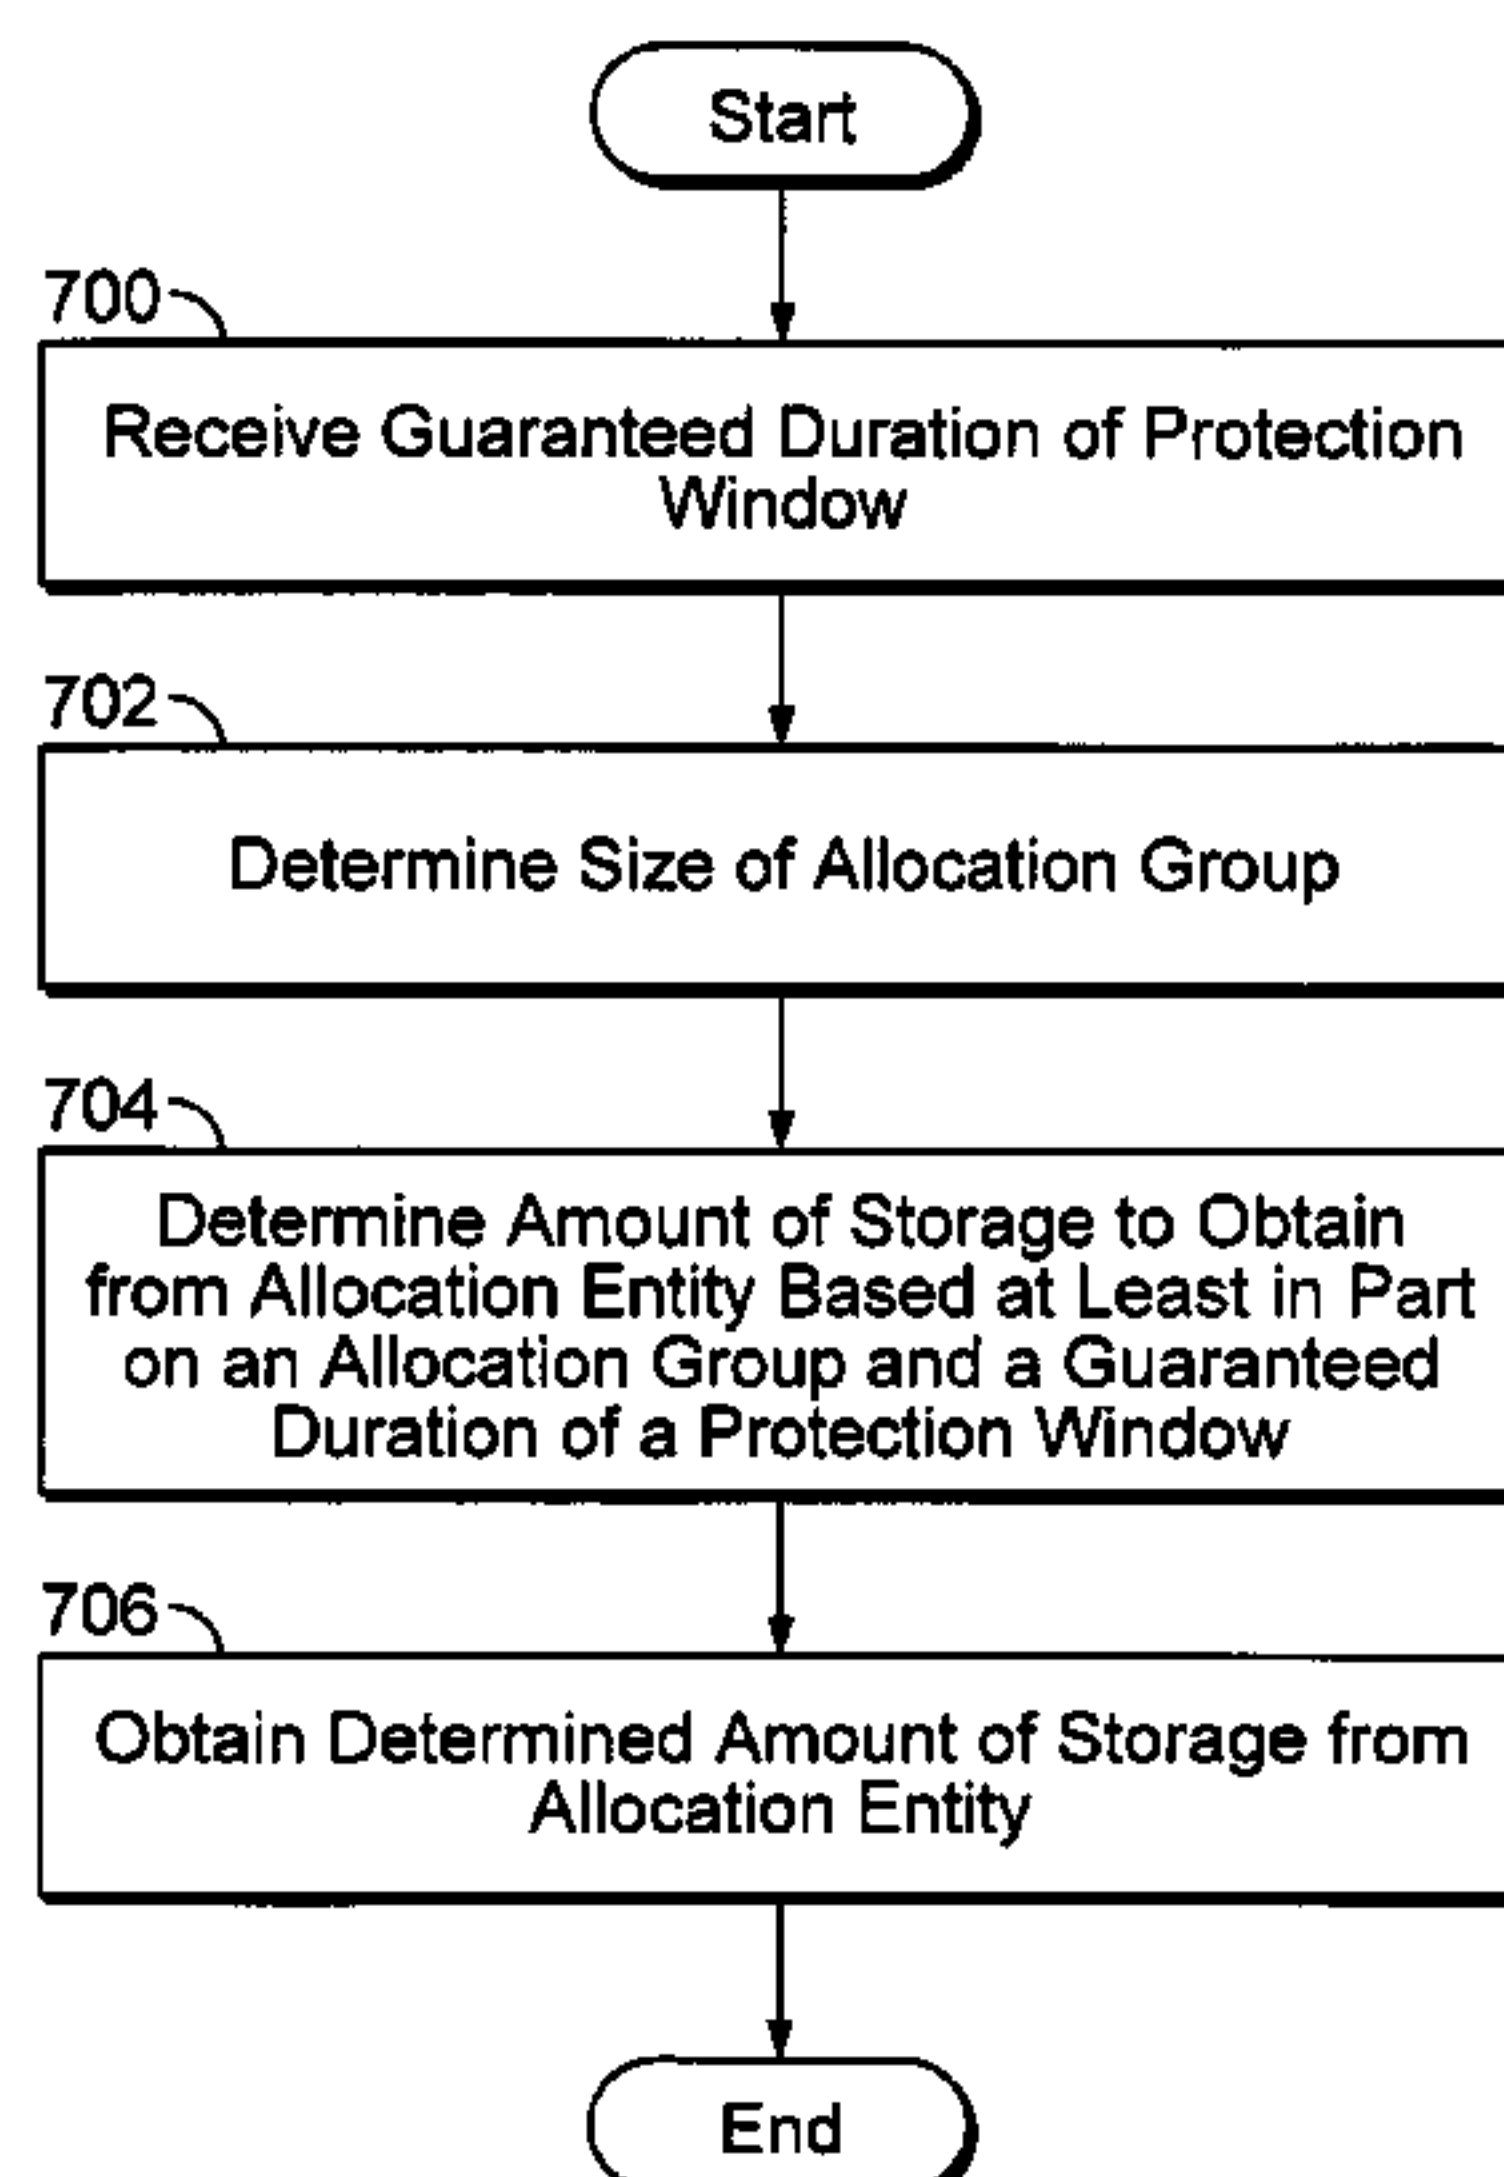 Start
700
Receive Guaranteed Duration of Protection
Window
702
Determine Size of Allocation Group
704
Determine Amount of Storage to Obtain
from Allocation Entity Based at Least in Part
on an Allocation Group and a Guaranteed
Duration of a Protection Window
706
Obtain Determined Amount of Storage from
Allocation Entity
End